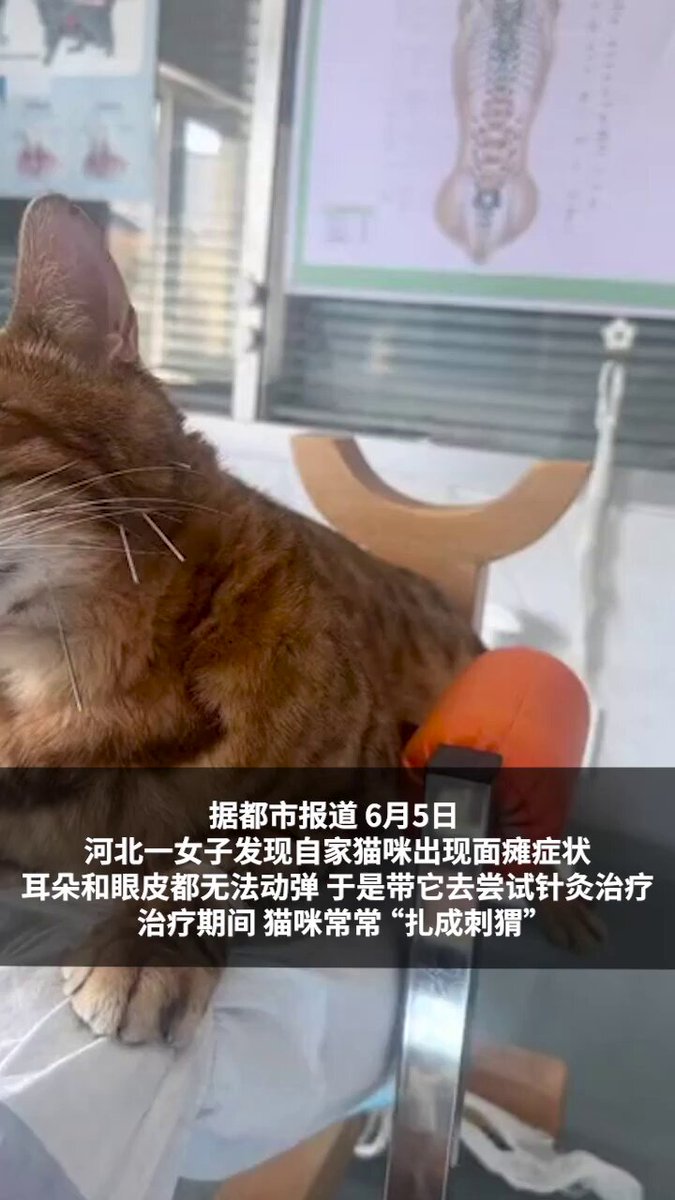 据都市报道 6月5日
河北一女子发现自家猫咪出现面瘫症状
耳朵和眼皮都无法动弹 于是带它去尝试针灸治疗
治疗期间 猫咪常常 “扎成刺猬”